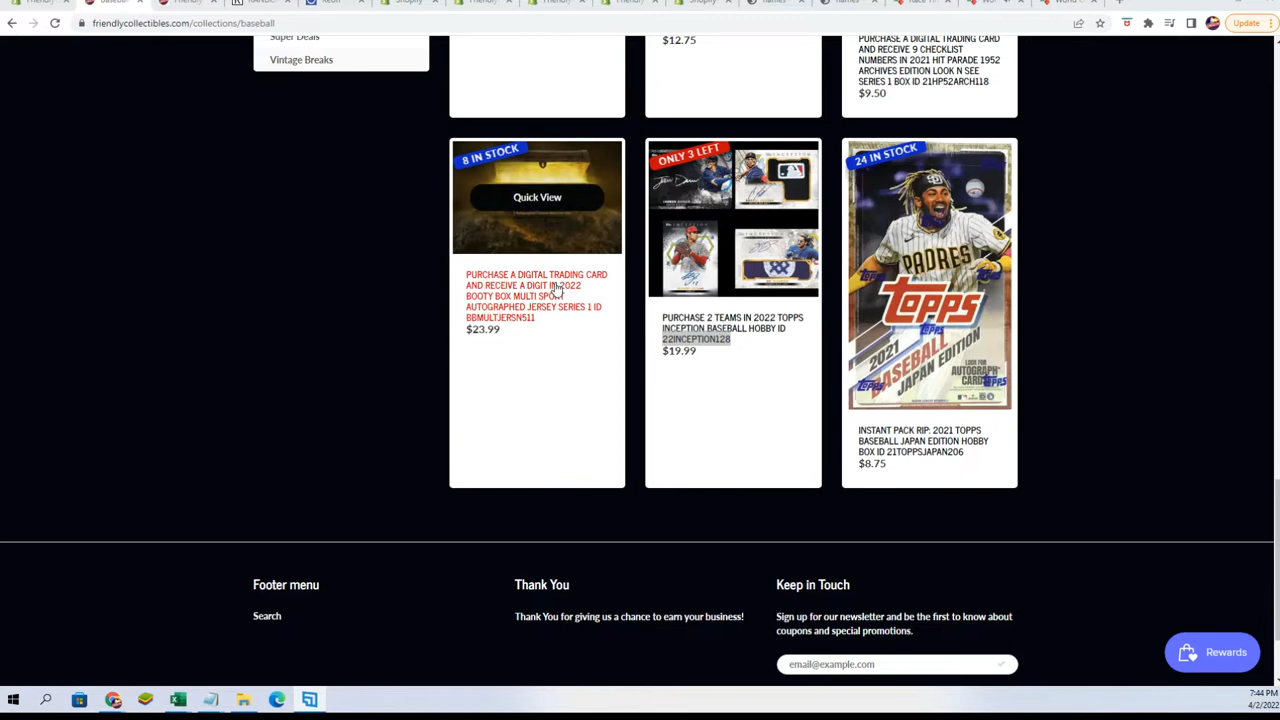 friendlycollectibles.com/collections/baseball
Update
Super Deals
Vintage Breaks
$12.75
PURCHASE A DIGITAL TRADING CARD
AND RECEIVE 9 CHECKLIST
NUMBERS IN 2021 HIT PARADE 1952
ARCHIVES EDITION LOOK N SEE
SERIES 1 BOX ID 21HP52ARCH118
$9.50
8 IN STOCK
Quick View
PURCHASE A DIGITAL TRADING CARD
AND RECEIVE A DIGIT IN 2022
BOOTY BOX MULTI SPORT
AUTOGRAPHED JERSEY SERIES 1 ID
BBMULTJERSN511
$23.99
ONLY 3 LEFT
PURCHASE 2 TEAMS IN 2022 TOPPS
INCEPTION BASEBALL HOBBY ID
22INCEPTION128
$19.99
24 IN STOCK
PADRES
topps
2021
BASEBALL
JAPAN EDITION
LOOK FOR
AUTOGRAPH
CARDS
INSTANT PACK RIP: 2021 TOPPS
BASEBALL JAPAN EDITION HOBBY
BOX ID 21TOPPSJAPAN206
$8.75
Footer menu
Search
Thank You
Thank You for giving us a chance to earn your business!
Keep in Touch
Sign up for our newsletter and be the first to know about
coupons and special promotions.
email@example.com
Rewards
7:44 PM
4/2/2022